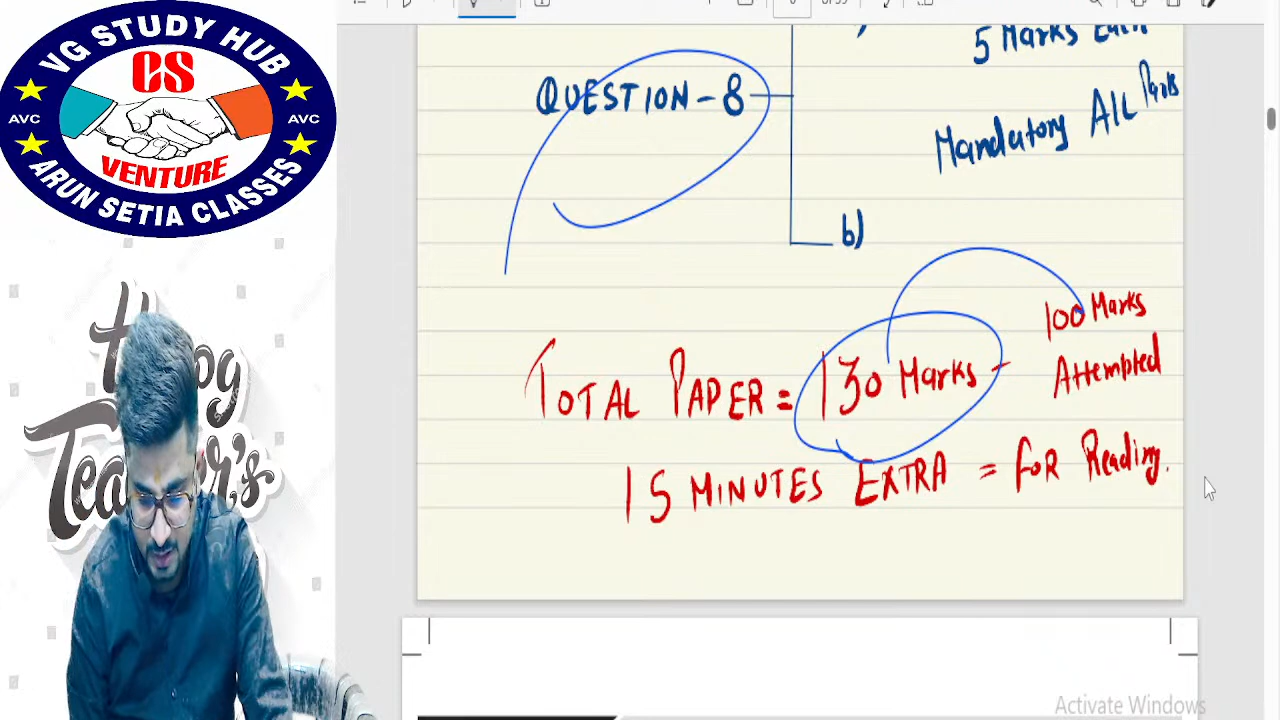 VG STUDY HUB
CS
AVC
AVC
VENTURE
ARUN SETIA CLASSES
Teacher's
5 Marks Each
QUESTION - 8
Mandatory All Parts
b)
100 Marks
Attempted
TOTAL PAPER = 130 Marks -
15 MINUTES EXTRA = FOR Reading.
Activate Windows